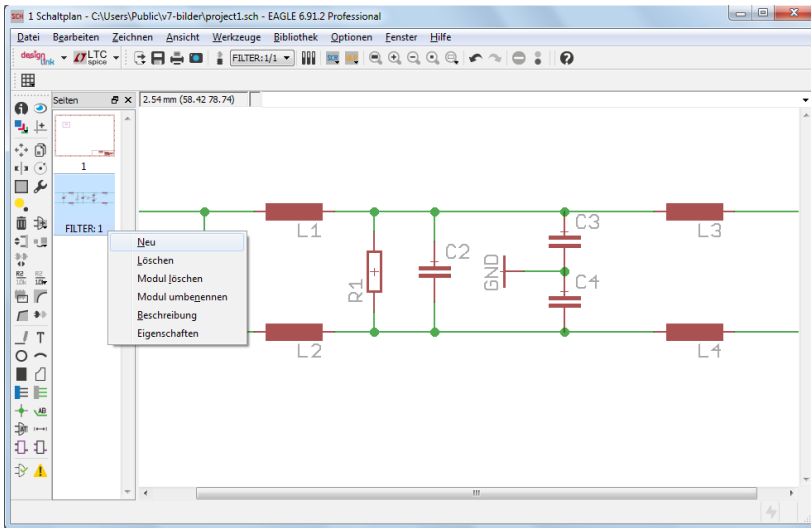 1 Schaltplan - C:\Users\Public\v7-bilder\project1.sch - EAGLE 6.91.2 Professional
Datei Bearbeiten Zeichnen Ansicht Werkzeuge Bibliothek Optionen Fenster Hilfe
design link LTC spice FILTER:1/1
Seiten 2.54 mm (58.42 78.74)
1
FILTER: 1
Neu
Löschen
Modul löschen
Modul umbenennen
Beschreibung
Eigenschaften
L1 C3 L3
R1 C2 GND C4
L2 L4